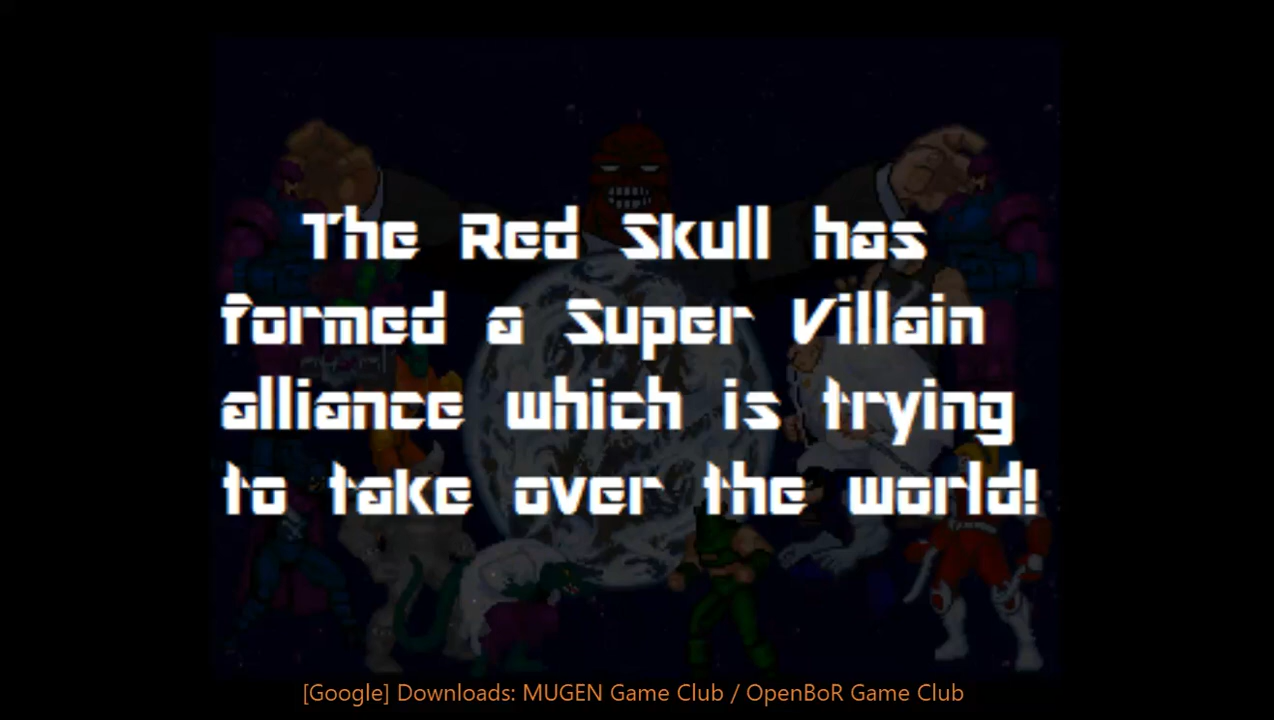 The Red Skull has
formed a Super Villain
alliance which is trying
to take over the world!
[Google] Downloads: MUGEN Game Club / OpenBoR Game Club